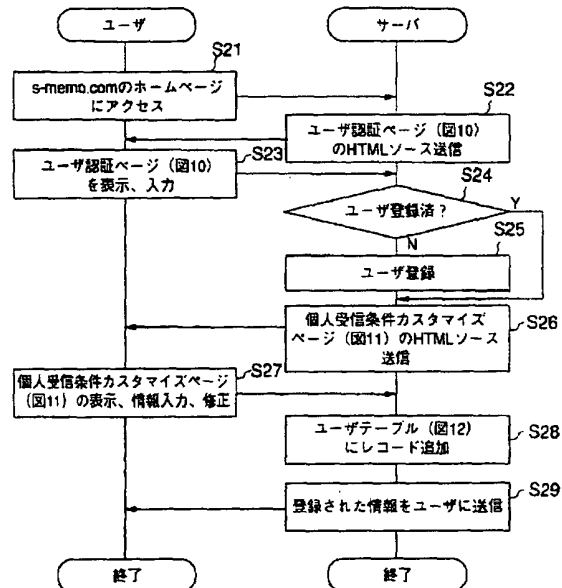 ユーザ
サーバ
S21
s-memo.comのホームページ
にアクセス
S22
ユーザ認証ページ（図10）
のHTMLソース送信
S23
ユーザ認証ページ（図10）
を表示、入力
S24
ユーザ登録済？
Y
N
S25
ユーザ登録
S26
個人受信条件カスタマイズ
ページ（図11）のHTMLソース
送信
S27
個人受信条件カスタマイズページ
（図11）の表示、情報入力、修正
S28
ユーザテーブル（図12）
にレコード追加
S29
登録された情報をユーザに送信
終了
終了